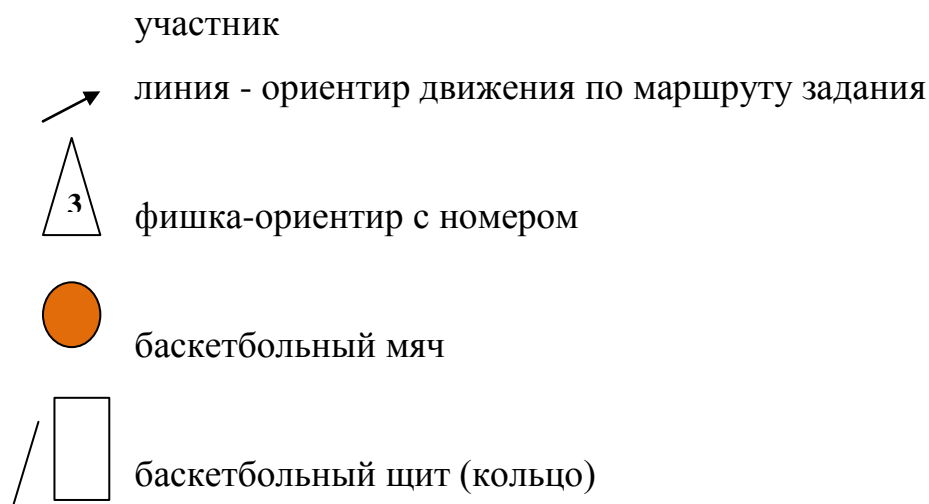 участник
линия - ориентир движения по маршруту задания
3
фишка-ориентир с номером
баскетбольный мяч
баскетбольный щит (кольцо)